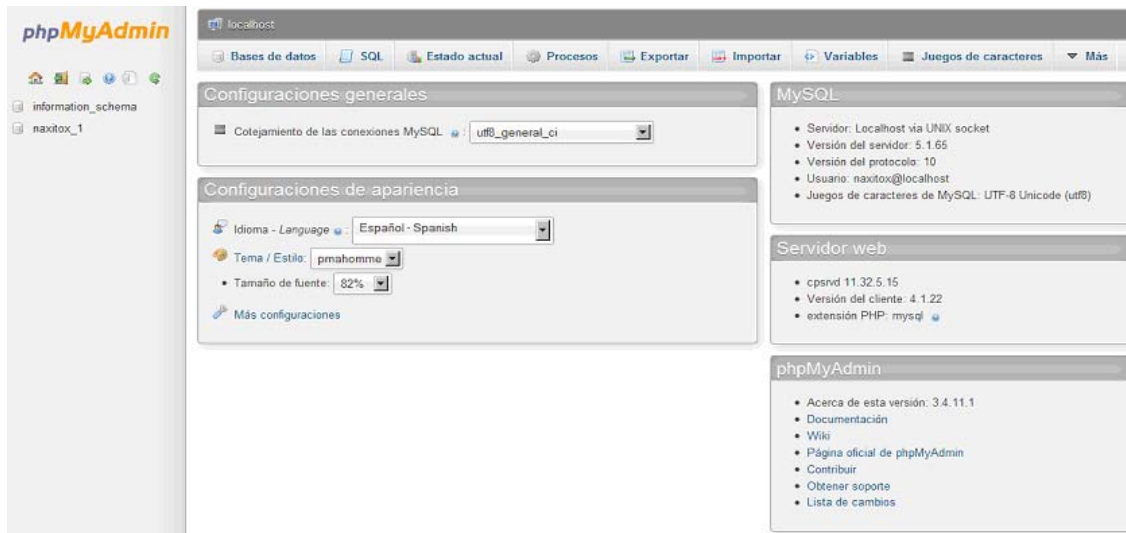 phpMyAdmin
information_schema
naxitox_1
localhost
Bases de datos SQL Estado actual Procesos Exportar Importar Variables Juegos de caracteres Más
Configuraciones generales
Cotejamiento de las conexiones MySQL : utf8_general_ci
Configuraciones de apariencia
Idioma - Language : Español - Spanish
Tema / Estilo: pmahomme
• Tamaño de fuente: 82%
Más configuraciones
MySQL
• Servidor: Localhost via UNIX socket
• Versión del servidor: 5.1.65
• Versión del protocolo: 10
• Usuario: naxitox@localhost
• Juegos de caracteres de MySQL: UTF-8 Unicode (utf8)
Servidor web
• cpsrvd 11.32.5.15
• Versión del cliente: 4.1.22
• extensión PHP: mysql
phpMyAdmin
• Acerca de esta versión: 3.4.11.1
• Documentación
• Wiki
• Página oficial de phpMyAdmin
• Contribuir
• Obtener soporte
• Lista de cambios